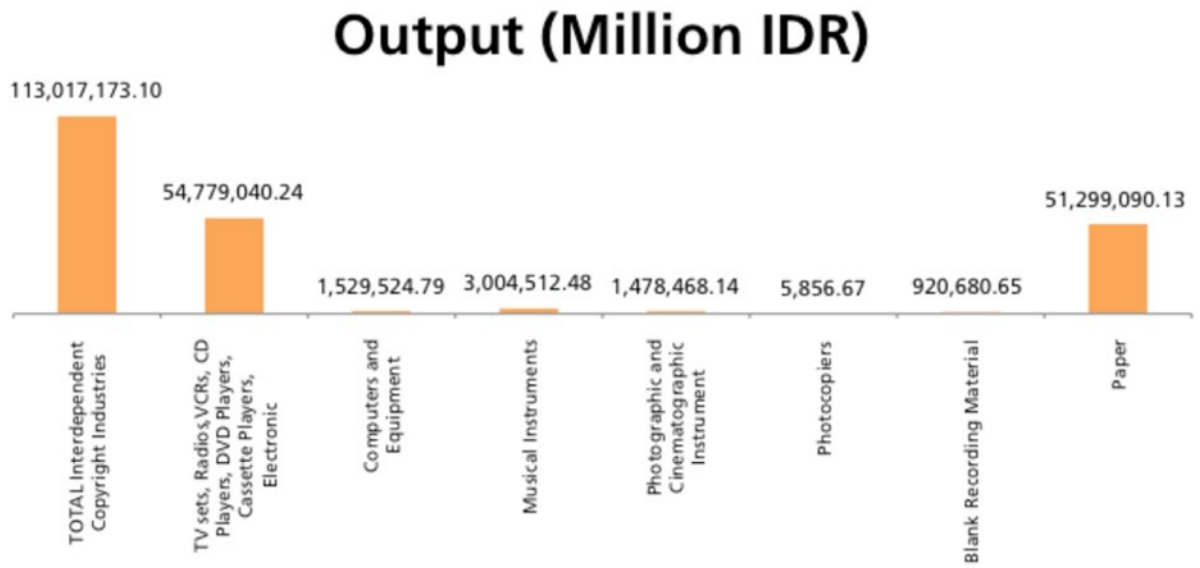 Output (Million IDR)
113,017,173.10
54,779,040.24
1,529,524.79
3,004,512.48
1,478,468.14
5,856.67
920,680.65
51,299,090.13
TOTAL Interdependent
Copyright Industries
TV sets, Radios,VCRs, CD
Players, DVD Players,
Cassette Players,
Electronic
Computers and
Equipment
Musical Instruments
Photographic and
Cinematographic
Instrument
Photocopiers
Blank Recording Material
Paper